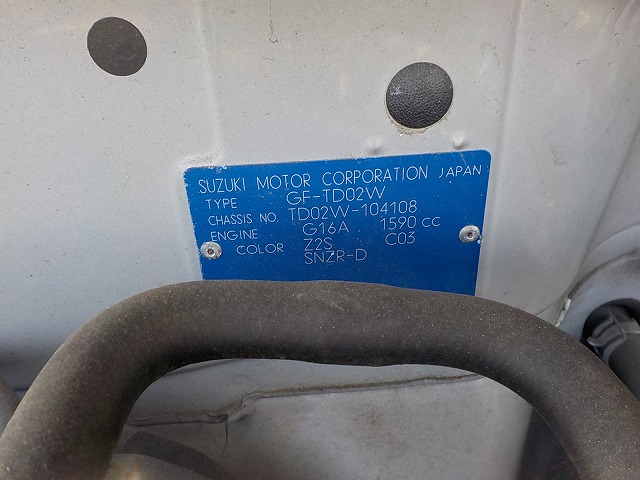 SUZUKI MOTOR CORPORATION JAPAN
TYPE GF-TD02W
CHASSIS NO. TD02W-104108
ENGINE G16A 1590 cc
COLOR Z2S C03
SNZR-D